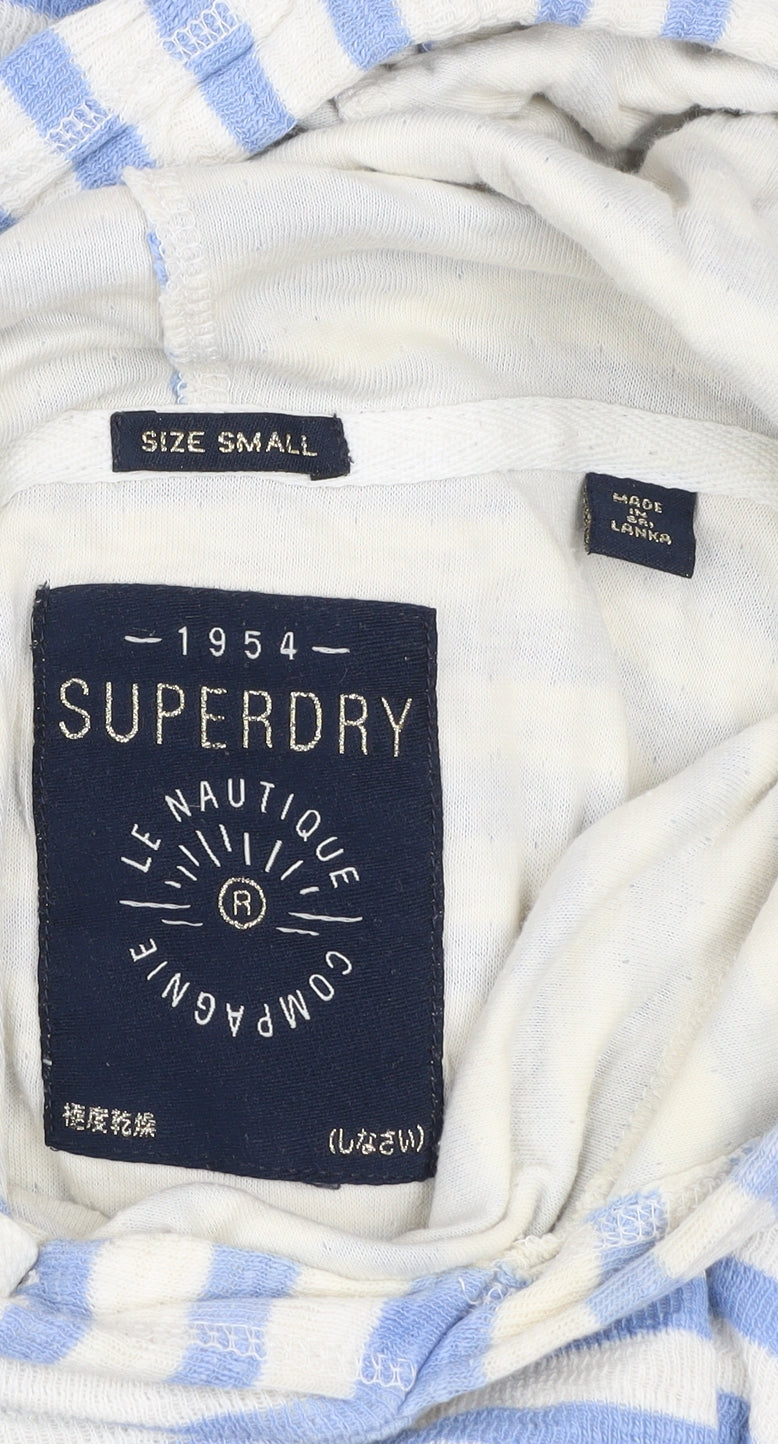 SIZE SMALL
MADE
IN
SRI
LANKA
—1954—
SUPERDRY
LE NAUTIQUE
R
COMPAGNIE
極度乾燥
(しなさい)